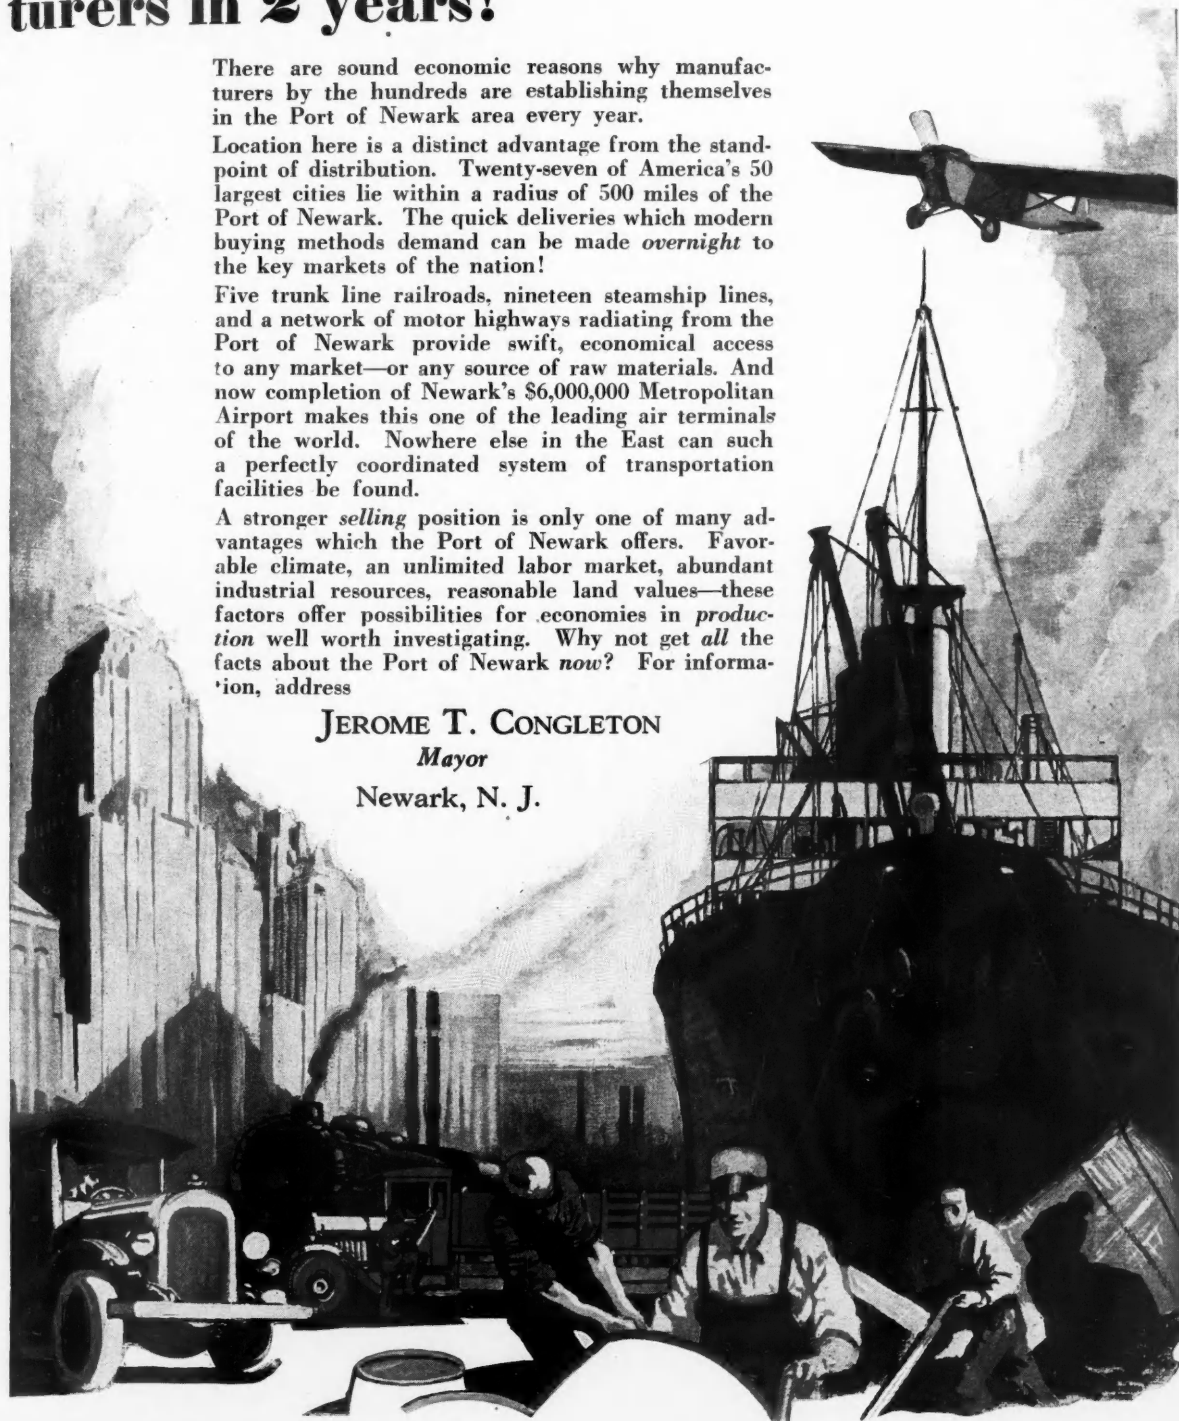 turers in 2 years!
There are sound economic reasons why manufac-
turers by the hundreds are establishing themselves
in the Port of Newark area every year.
Location here is a distinct advantage from the stand-
point of distribution. Twenty-seven of America's 50
largest cities lie within a radius of 500 miles of the
Port of Newark. The quick deliveries which modern
buying methods demand can be made overnight to
the key markets of the nation!
Five trunk line railroads, nineteen steamship lines,
and a network of motor highways radiating from the
Port of Newark provide swift, economical access
to any market—or any source of raw materials. And
now completion of Newark's $6,000,000 Metropolitan
Airport makes this one of the leading air terminals
of the world. Nowhere else in the East can such
a perfectly coordinated system of transportation
facilities be found.
A stronger selling position is only one of many ad-
vantages which the Port of Newark offers. Favor-
able climate, an unlimited labor market, abundant
industrial resources, reasonable land values—these
factors offer possibilities for economies in produc-
tion well worth investigating. Why not get all the
facts about the Port of Newark now? For informa-
tion, address
JEROME T. CONGLETON
Mayor
Newark, N. J.